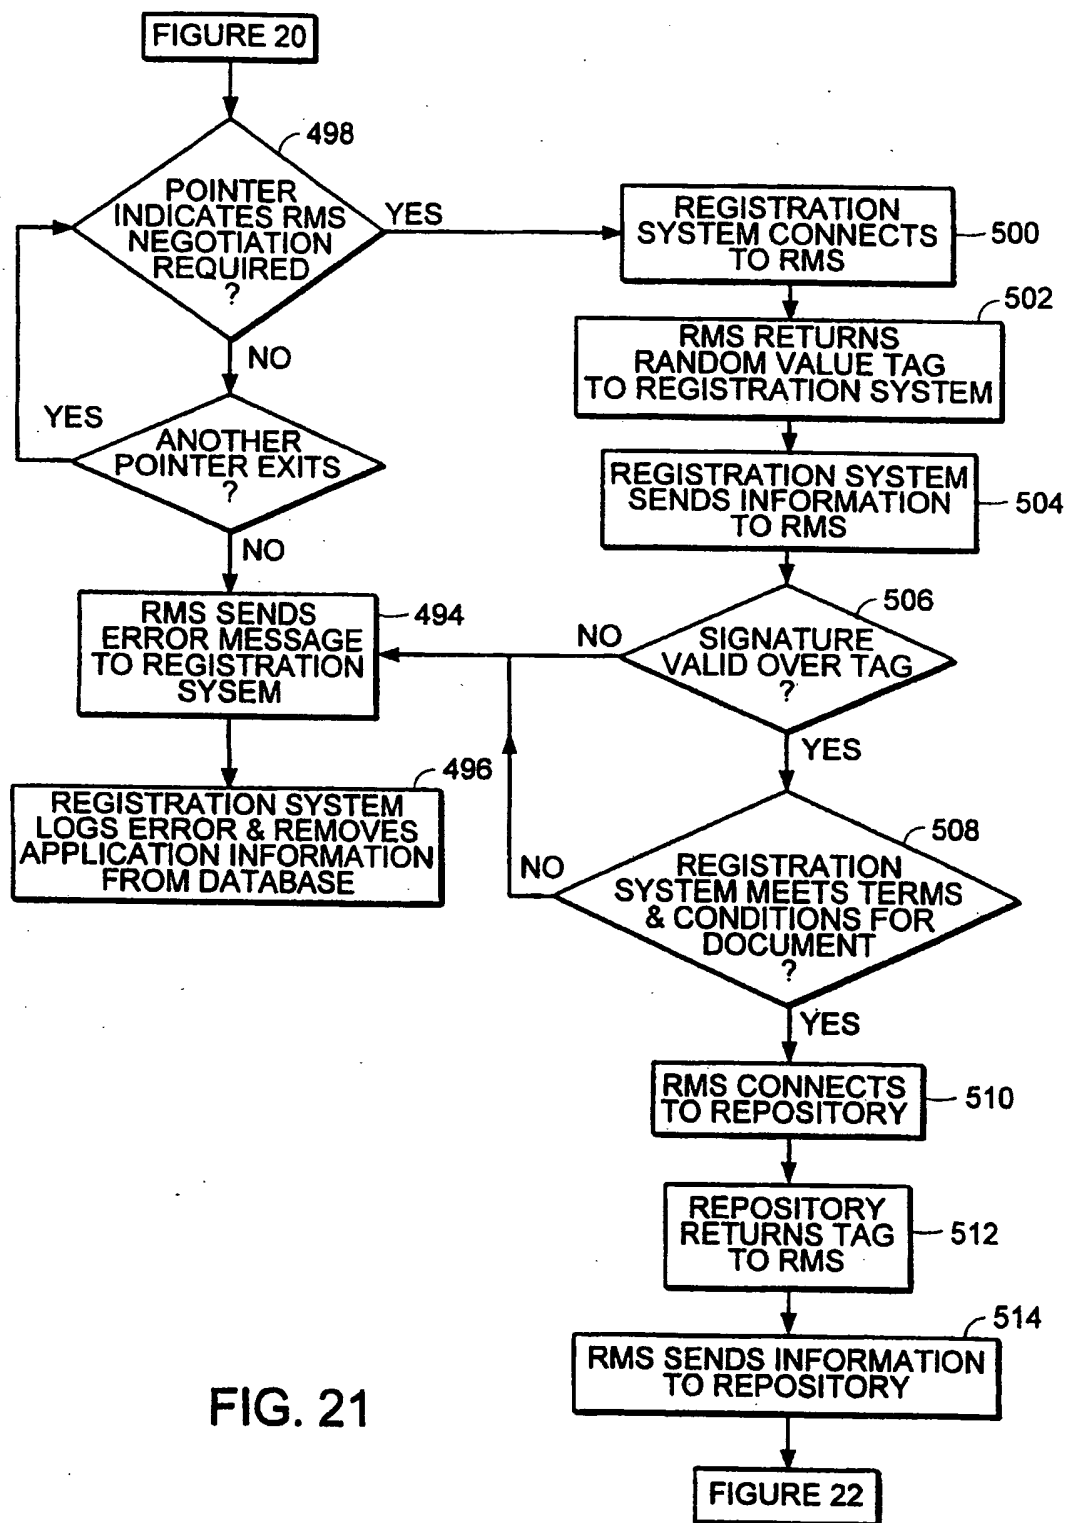 FIGURE 20
498
POINTER
INDICATES RMS
NEGOTIATION
REQUIRED
?
YES
NO
YES
ANOTHER
POINTER EXITS
?
NO
RMS SENDS
ERROR MESSAGE
TO REGISTRATION
SYSEM
494
496
REGISTRATION SYSTEM
LOGS ERROR & REMOVES
APPLICATION INFORMATION
FROM DATABASE
REGISTRATION
SYSTEM CONNECTS
TO RMS
500
502
RMS RETURNS
RANDOM VALUE TAG
TO REGISTRATION SYSTEM
REGISTRATION SYSTEM
SENDS INFORMATION
TO RMS
504
506
SIGNATURE
VALID OVER TAG
?
NO
YES
508
REGISTRATION
SYSTEM MEETS TERMS
& CONDITIONS FOR
DOCUMENT
?
NO
YES
RMS CONNECTS
TO REPOSITORY
510
REPOSITORY
RETURNS TAG
TO RMS
512
514
RMS SENDS INFORMATION
TO REPOSITORY
FIGURE 22
FIG. 21